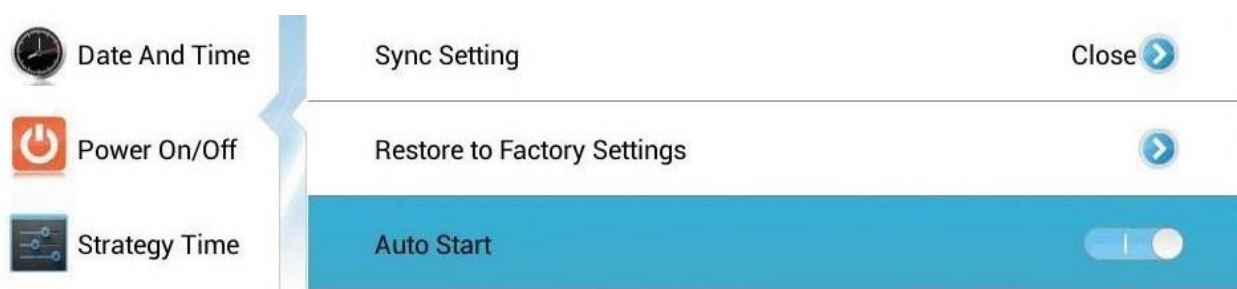 Date And Time
Power On/Off
Strategy Time
Sync Setting
Close
Restore to Factory Settings
Auto Start